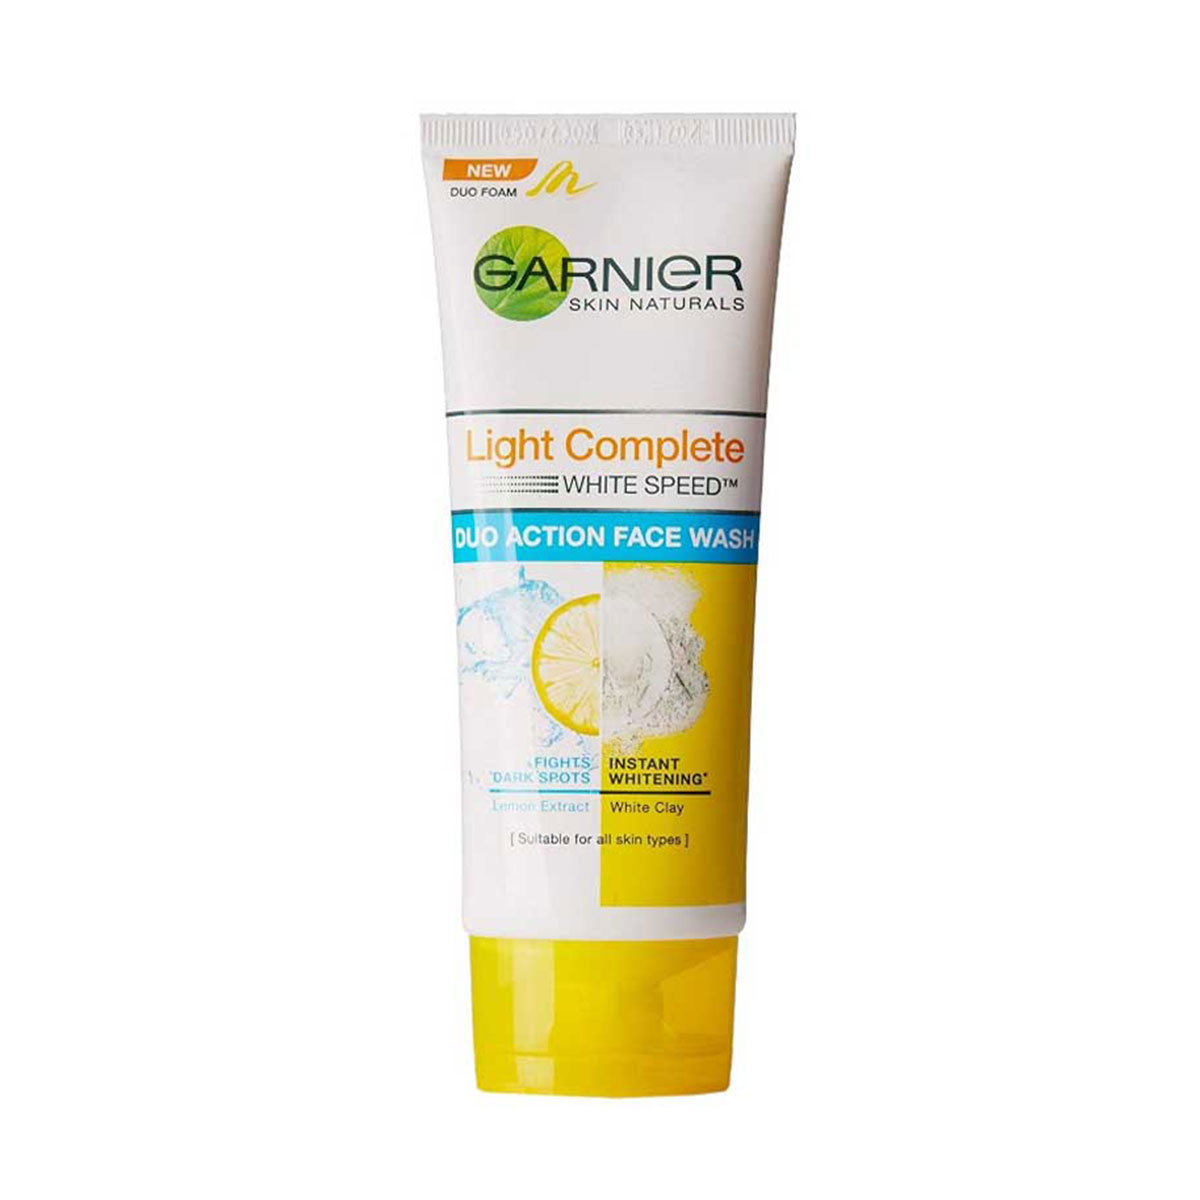 NEW
DUO FOAM
GARNIER
SKIN NATURALS
Light Complete
WHITE SPEED™
DUO ACTION FACE WASH
FIGHTS
DARK SPOTS
Lemon Extract
INSTANT
WHITENING*
White Clay
[ Suitable for all skin types ]